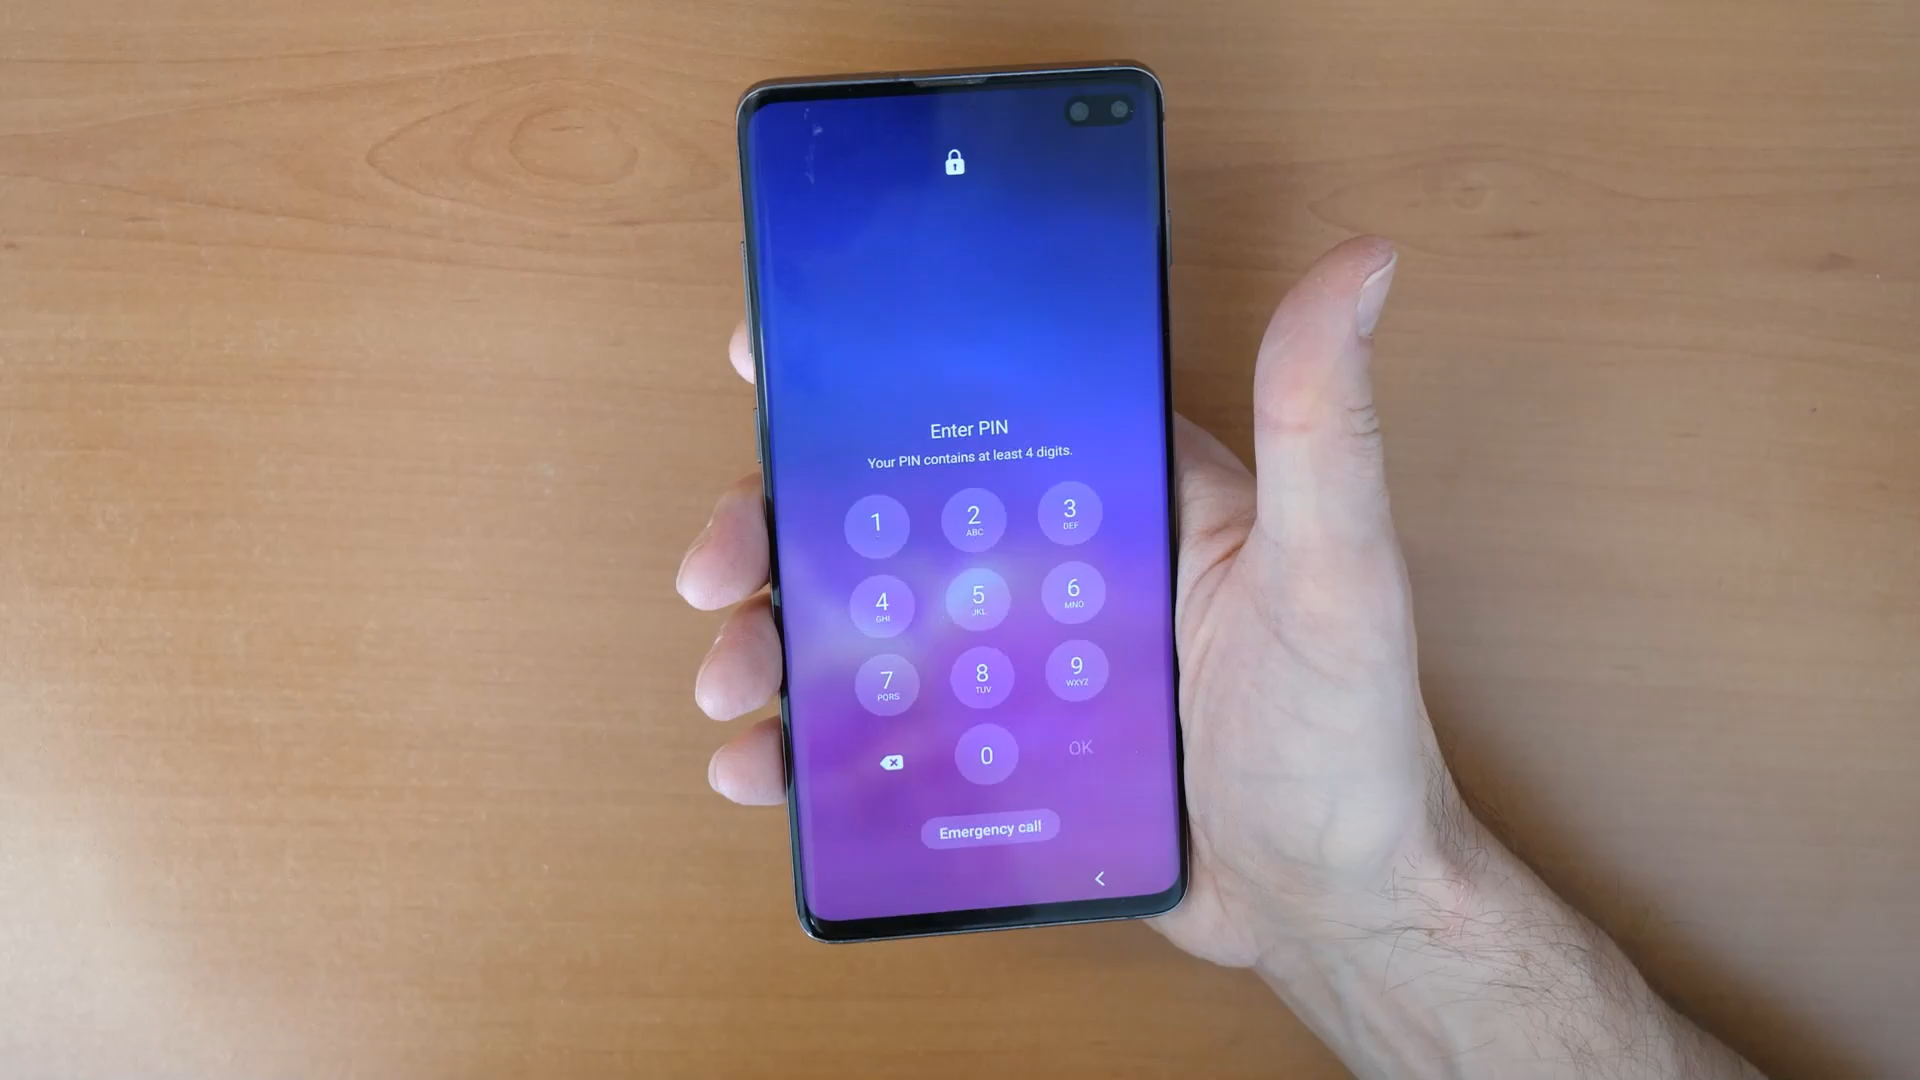 Enter PIN
Your PIN contains at least 4 digits.
1 2 3
ABC DEF
4 5 6
GHI JKL MNO
7 8 9
PQRS TUV WXYZ
0 OK
Emergency call